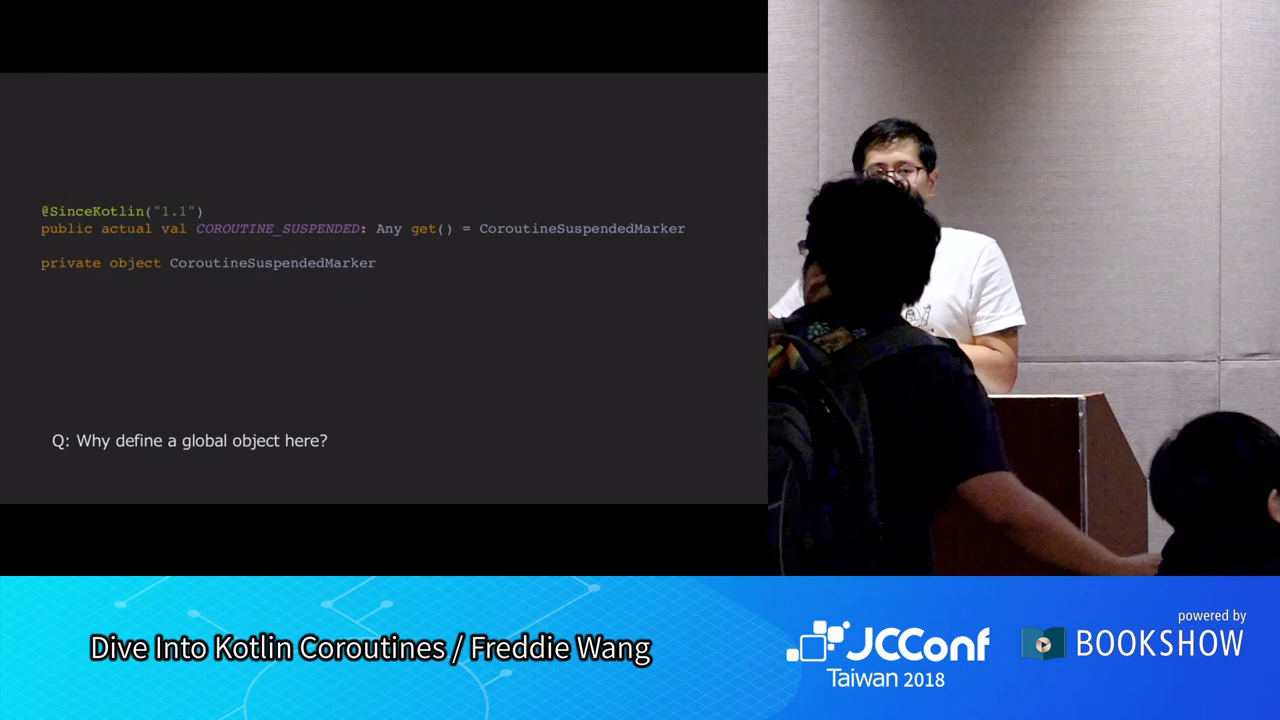 @SinceKotlin("1.1")
public actual val COROUTINE_SUSPENDED: Any get() = CoroutineSuspendedMarker
private object CoroutineSuspendedMarker
Q: Why define a global object here?
Dive Into Kotlin Coroutines / Freddie Wang
JCConf
Taiwan 2018
powered by
BOOKSHOW